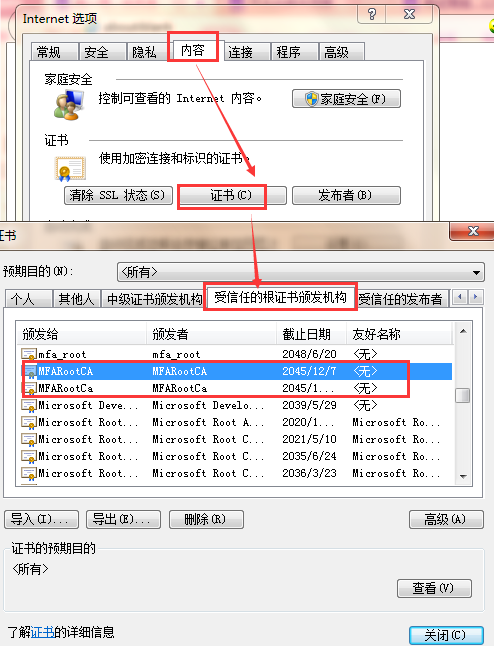 Internet 选项
常规 安全 隐私 内容 连接 程序 高级
家庭安全
控制可查看的 Internet 内容。 家庭安全(F)
证书
使用加密连接和标识的证书。
清除 SSL 状态(S) 证书(C) 发布者(B)
证书
预期目的(N): <所有>
个人 其他人 中级证书颁发机构 受信任的根证书颁发机构 受信任的发布者
颁发给 颁发者 截止日期 友好名称
mfa_root mfa_root 2048/6/20 <无>
MFARootCA MFARootCA 2045/12/7 <无>
MFARootCa MFARootCa 2045/1... <无>
Microsoft Deve... Microsoft Develo... 2039/5/29 <无>
Microsoft Root... Microsoft Root A... 2020/1... Microsoft Ro...
Microsoft Root... Microsoft Root C... 2021/5/10 Microsoft Ro...
Microsoft Root... Microsoft Root C... 2035/6/24 Microsoft Ro...
Microsoft Root... Microsoft Root C... 2036/3/23 Microsoft Ro...
导入(I)... 导出(E)... 删除(R) 高级(A)
证书的预期目的
<所有>
查看(V)
了解证书的详细信息
关闭(C)